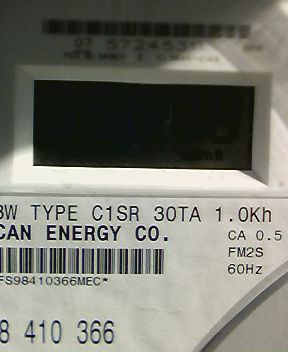 3W TYPE C1SR 30TA 1.0Kh
CAN ENERGY CO.
CA 0.5
FM2S
60Hz
FS98410366MEC*
8 410 366